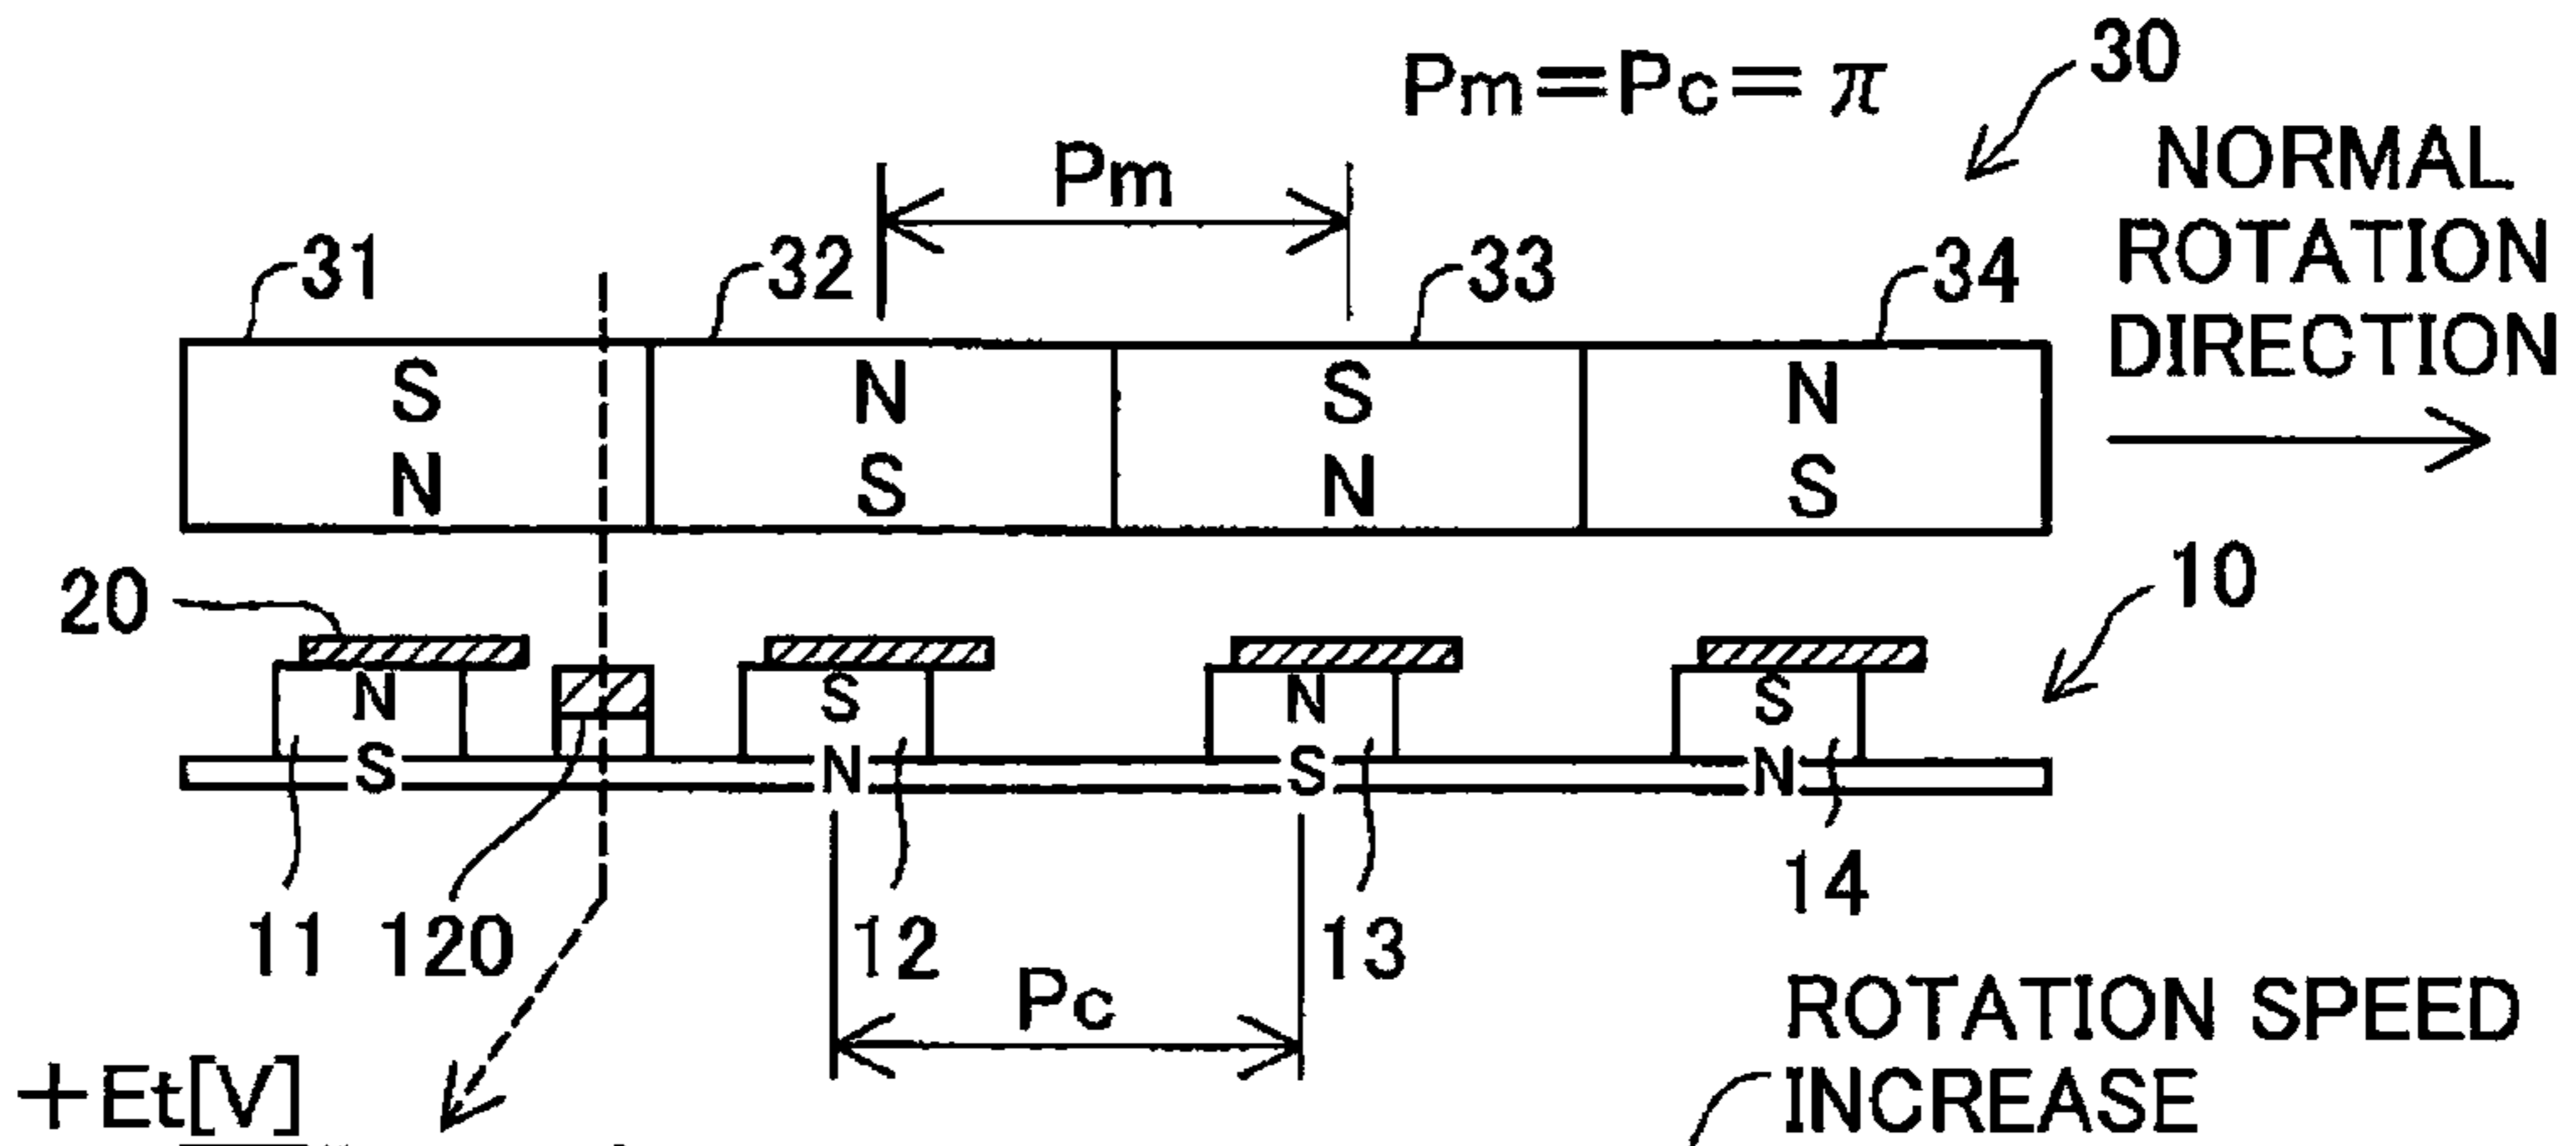 Pm=Pc=π
30
NORMAL
ROTATION
DIRECTION
Pm
31
32
33
34
S
N
S
N
N
S
N
S
20
10
N
S
N
S
S
N
S
N
11
120
12
13
14
Pc
ROTATION SPEED
INCREASE
+Et[V]